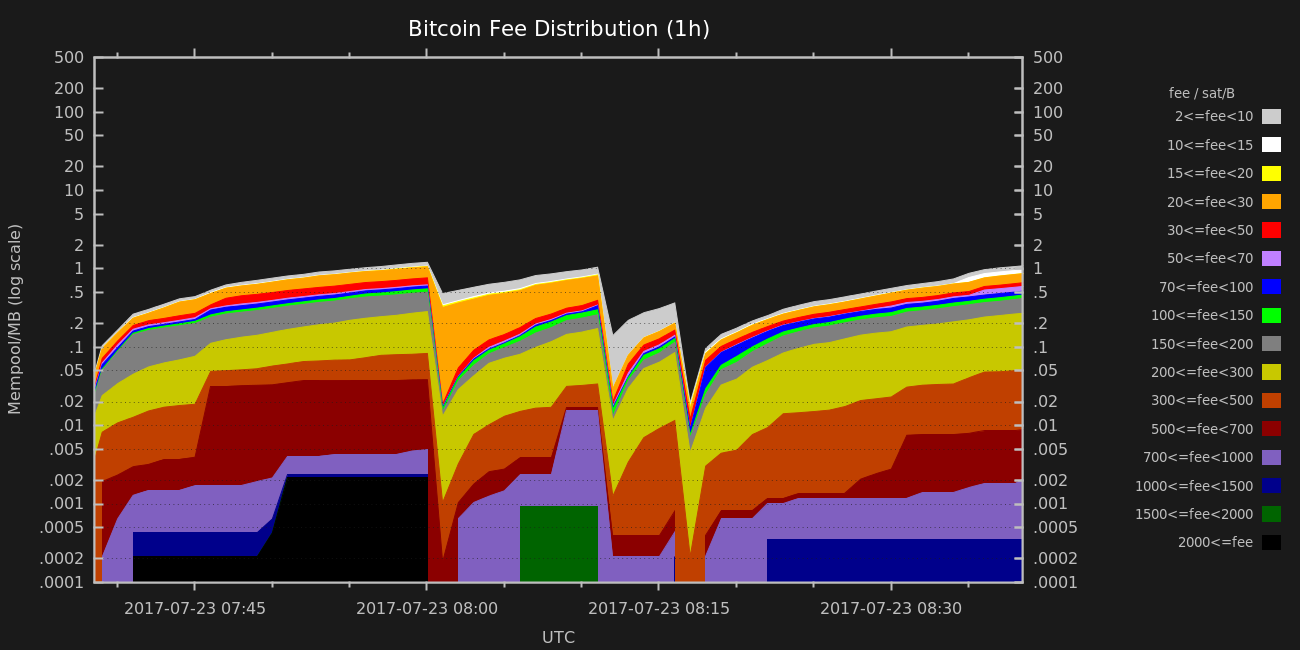 Bitcoin Fee Distribution (1h)
500
200
100
50
20
10
5
2
1
.5
.2
.1
.05
.02
.01
.005
.002
.001
.0005
.0002
.0001
Mempool/MB (log scale)
500
200
100
50
20
10
5
2
1
.5
.2
.1
.05
.02
.01
.005
.002
.001
.0005
.0002
.0001
fee / sat/B
2<=fee<10
10<=fee<15
15<=fee<20
20<=fee<30
30<=fee<50
50<=fee<70
70<=fee<100
100<=fee<150
150<=fee<200
200<=fee<300
300<=fee<500
500<=fee<700
700<=fee<1000
1000<=fee<1500
1500<=fee<2000
2000<=fee
2017-07-23 07:45 2017-07-23 08:00 2017-07-23 08:15 2017-07-23 08:30
UTC